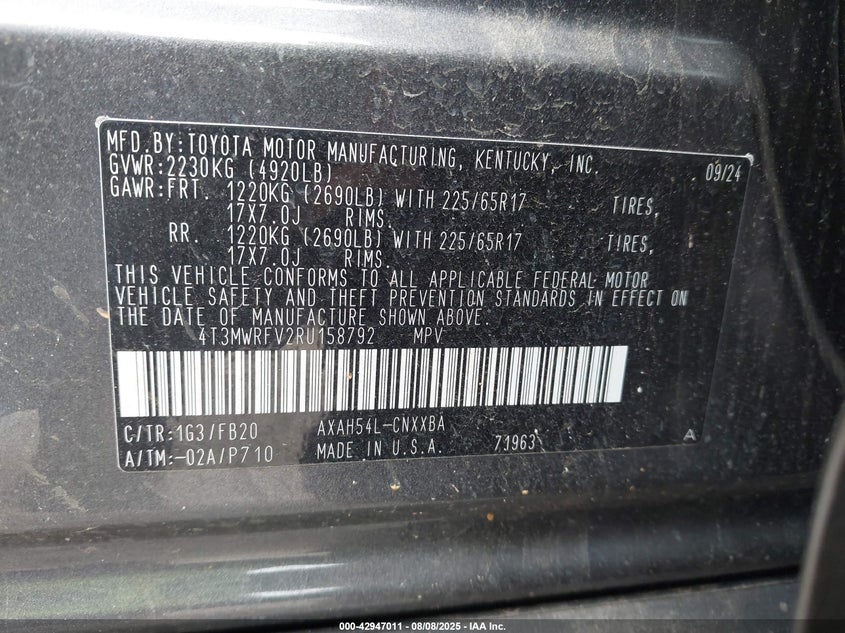 MFD.BY:TOYOTA MOTOR MANUFACTURING, KENTUCKY, INC. 09/24
GVWR:2230KG (4920LB)
GAWR:FRT. 1220KG (2690LB) WITH 225/65R17 TIRES,
17X7.0J RIMS.
RR. 1220KG (2690LB) WITH 225/65R17 TIRES,
17X7.0J RIMS.
THIS VEHICLE CONFORMS TO ALL APPLICABLE FEDERAL MOTOR
VEHICLE SAFETY AND THEFT PREVENTION STANDARDS IN EFFECT ON
THE DATE OF MANUFACTURE SHOWN ABOVE.
4T3MWRFV2RU158792 MPV
C/TR:1G3/FB20 AXAH54L-CNXXBA
A/TM:-02A/P710 MADE IN U.S.A. 71963 A
000-42947011 - 08/08/2025 - IAA Inc.